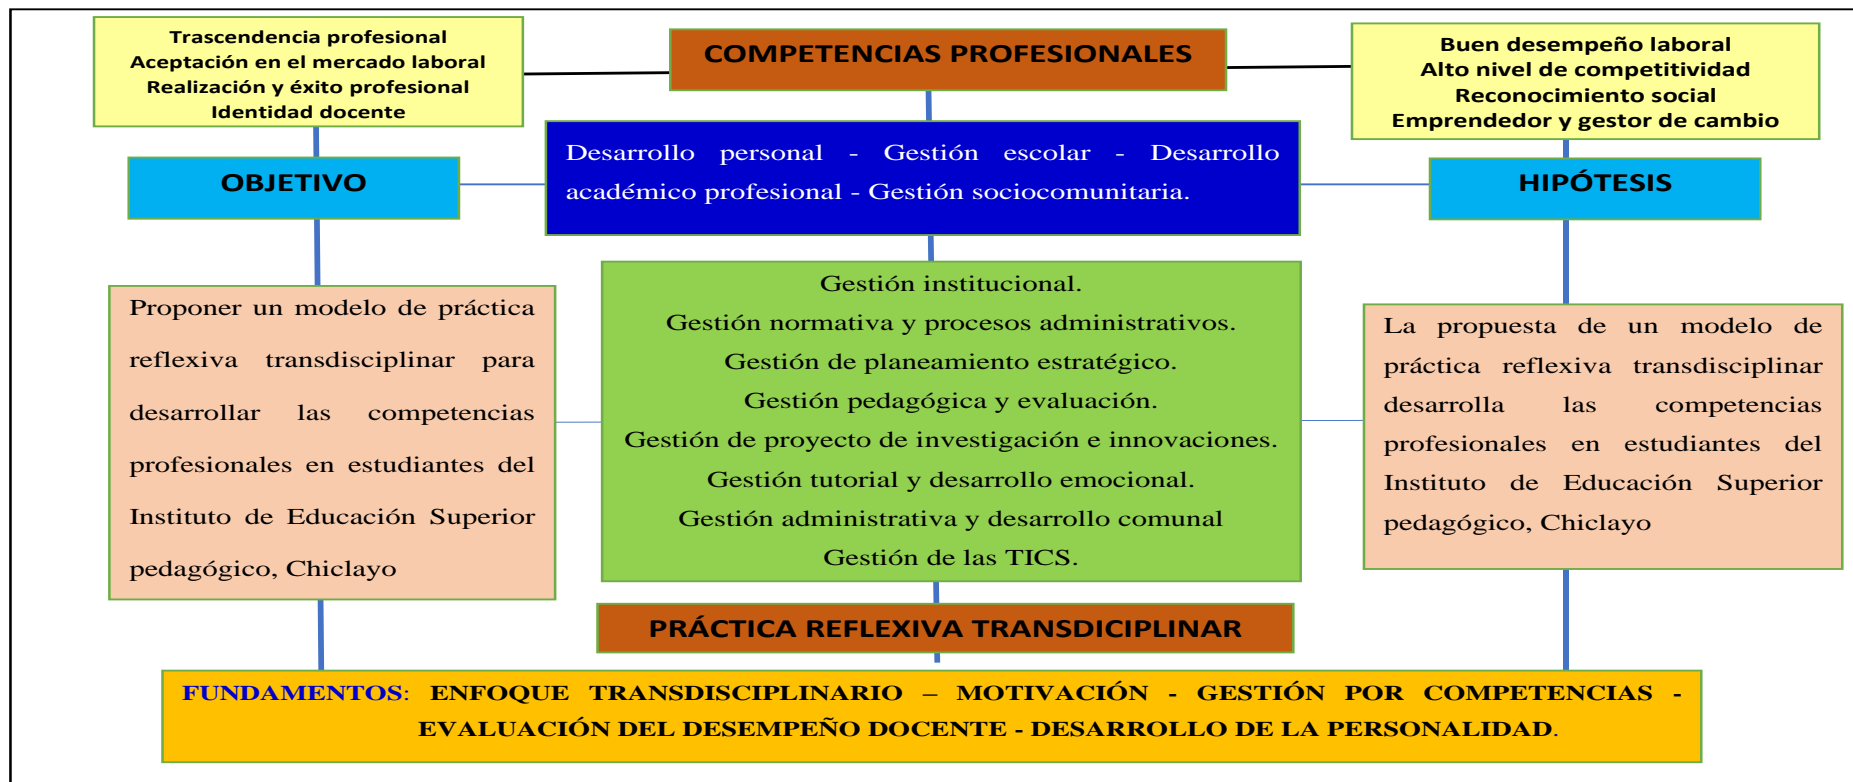 Trascendencia profesional
Aceptación en el mercado laboral
Realización y éxito profesional
Identidad docente
COMPETENCIAS PROFESIONALES
Buen desempeño laboral
Alto nivel de competitividad
Reconocimiento social
Emprendedor y gestor de cambio
OBJETIVO
Desarrollo personal - Gestión escolar - Desarrollo
académico profesional - Gestión sociocomunitaria.
HIPÓTESIS
Proponer un modelo de práctica
reflexiva transdisciplinar para
desarrollar las competencias
profesionales en estudiantes del
Instituto de Educación Superior
pedagógico, Chiclayo
Gestión institucional.
Gestión normativa y procesos administrativos.
Gestión de planeamiento estratégico.
Gestión pedagógica y evaluación.
Gestión de proyecto de investigación e innovaciones.
Gestión tutorial y desarrollo emocional.
Gestión administrativa y desarrollo comunal
Gestión de las TICS.
La propuesta de un modelo de
práctica reflexiva transdisciplinar
desarrolla las competencias
profesionales en estudiantes del
Instituto de Educación Superior
pedagógico, Chiclayo
PRÁCTICA REFLEXIVA TRANSDICIPLINAR
FUNDAMENTOS: ENFOQUE TRANSDISCIPLINARIO – MOTIVACIÓN - GESTIÓN POR COMPETENCIAS -
EVALUACIÓN DEL DESEMPEÑO DOCENTE - DESARROLLO DE LA PERSONALIDAD.